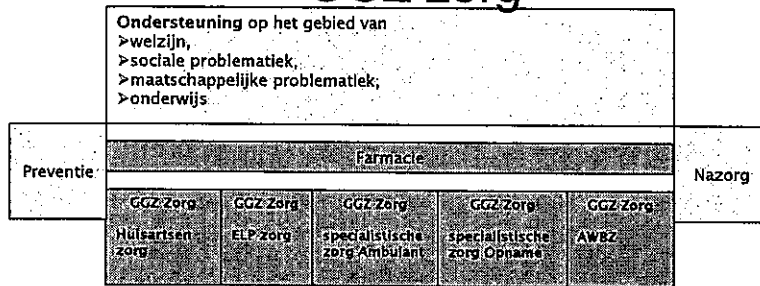 GGZ zorg
Ondersteuning op het gebied van
➢welzijn,
➢sociale problematiek,
➢maatschappelijke problematiek,
➢onderwijs
Preventie
Farmacie
Nazorg
GGZ Zorg
Huisartsen
zorg
GGZ Zorg
ELP zorg
GGZ Zorg
specialistische
zorg Ambulant
GGZ Zorg
specialistische
zorg Opname
GGZ Zorg
AWBZ